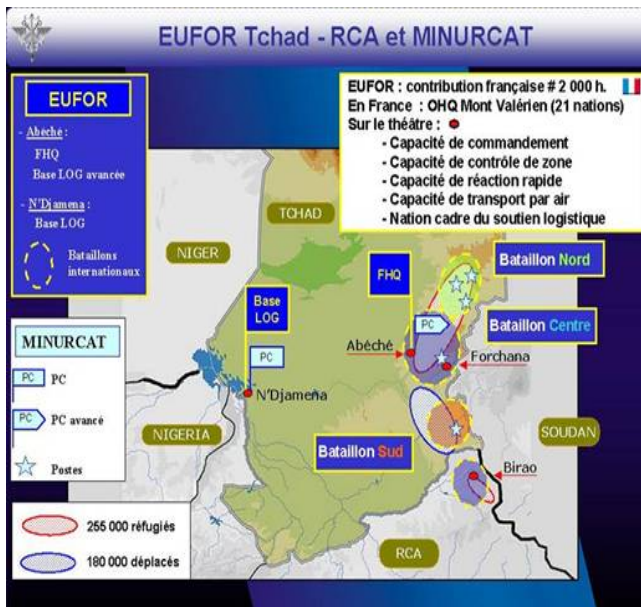 EUFOR Tchad - RCA et MINURCAT
EUFOR
- Abéché :
FHQ
Base LOG avancée
- N'Djamena :
Base LOG
Bataillons
internationaux
EUFOR : contribution française # 2 000 h.
En France : OHQ Mont Valérien (21 nations)
Sur le théâtre :
- Capacité de commandement
- Capacité de contrôle de zone
- Capacité de réaction rapide
- Capacité de transport par air
- Nation cadre du soutien logistique
TCHAD
NIGER
FHQ
Bataillon Nord
Base
LOG
PC
Bataillon Centre
MINURCAT
PC PC
PC PC avancé
Postes
PC
Abéché
Forchana
N'Djamena
NIGERIA
SOUDAN
Bataillon Sud
Birao
255 000 réfugiés
180 000 déplacés
RCA